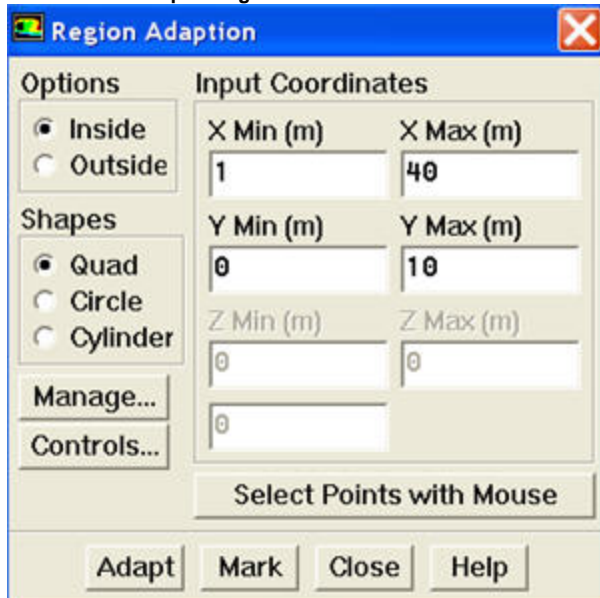 Region Adaption
Options
Inside
Outside
Shapes
Quad
Circle
Cylinder
Manage...
Controls...
Input Coordinates
X Min (m) X Max (m)
1 40
Y Min (m) Y Max (m)
0 10
Z Min (m) Z Max (m)
0 0
0
Select Points with Mouse
Adapt Mark Close Help